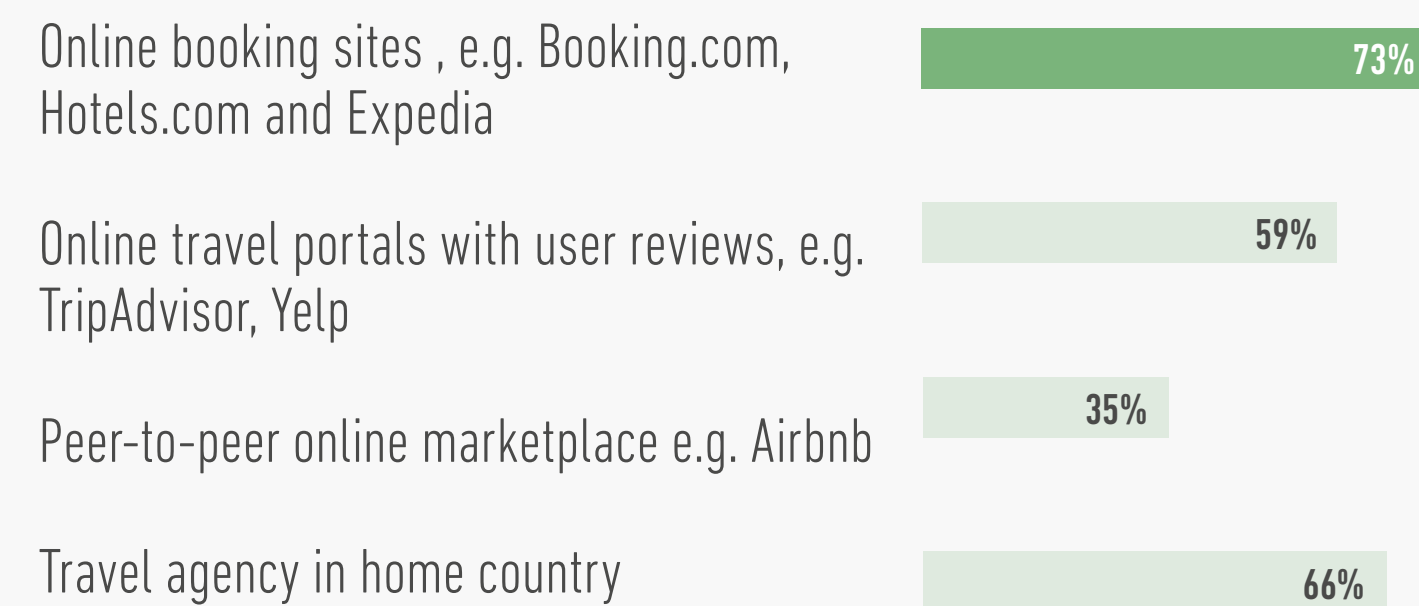 Online booking sites , e.g. Booking.com,
Hotels.com and Expedia
73%
Online travel portals with user reviews, e.g.
TripAdvisor, Yelp
59%
Peer-to-peer online marketplace e.g. Airbnb
35%
Travel agency in home country
66%